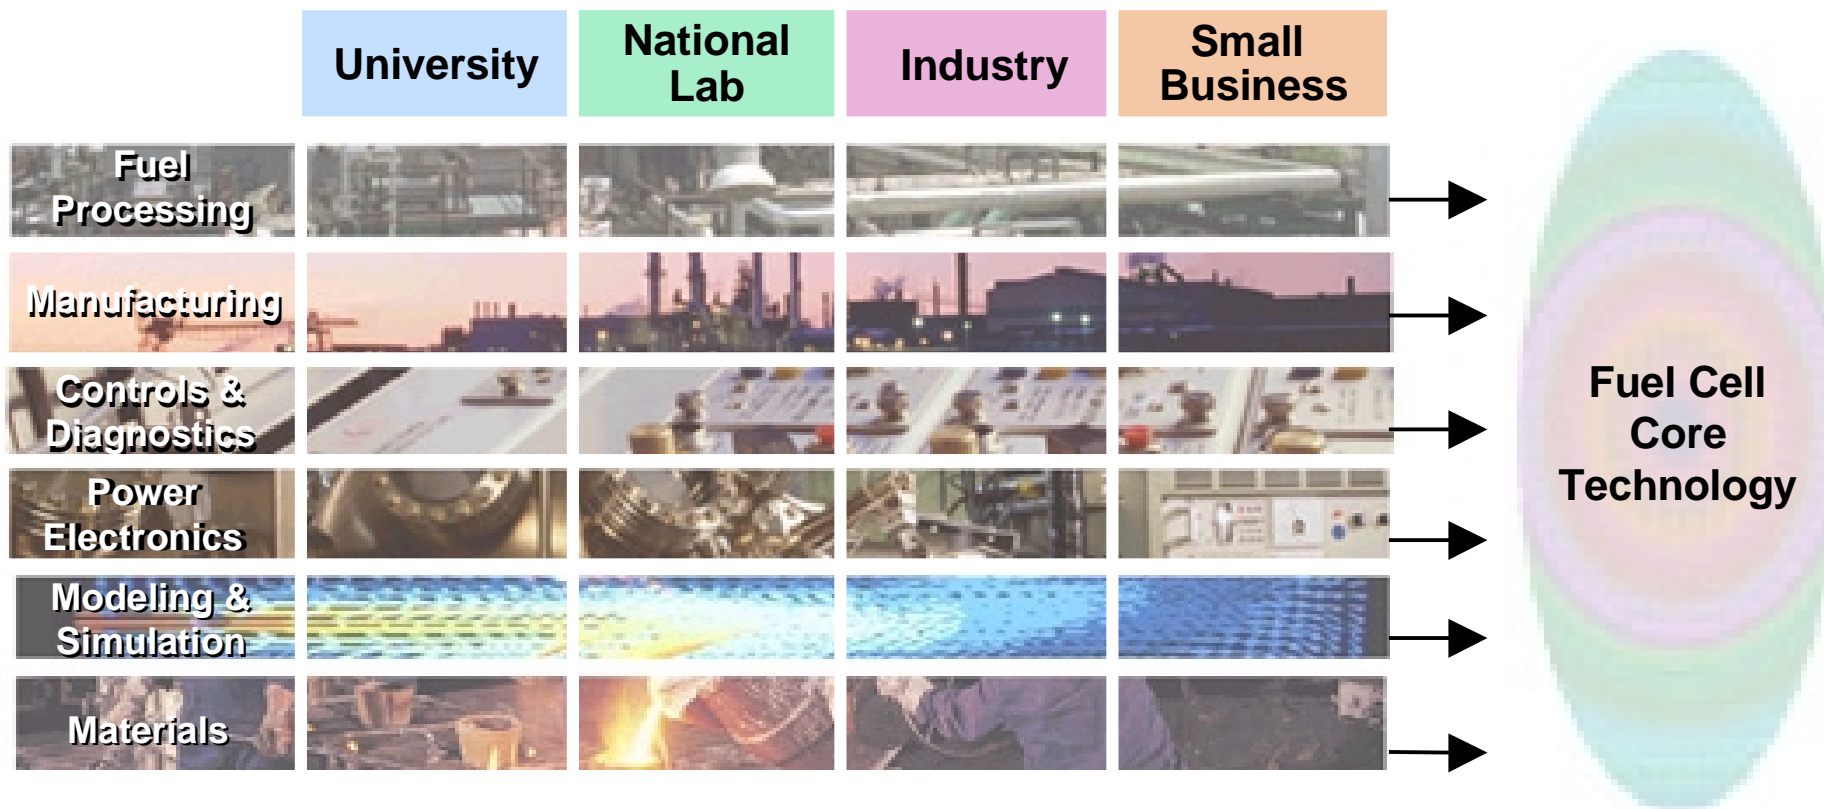 University
National
Lab
Industry
Small
Business
Fuel
Processing
Manufacturing
Controls &
Diagnostics
Power
Electronics
Modeling &
Simulation
Materials
Fuel Cell
Core
Technology